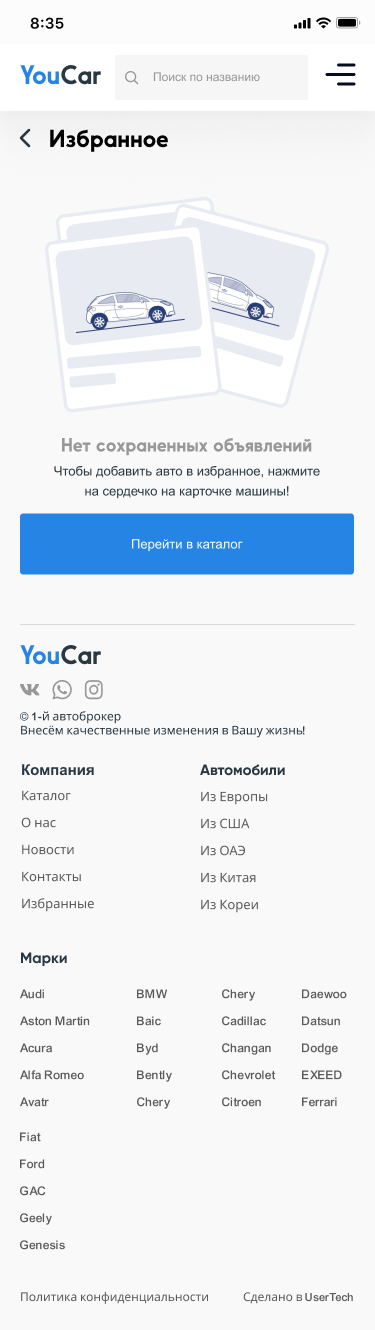 8:35
YouCar
Поиск по названию
Избранное
Нет сохраненных объявлений
Чтобы добавить авто в избранное, нажмите
на сердечко на карточке машины!
Перейти в каталог
YouCar
© 1-й автоброкер
Внесём качественные изменения в Вашу жизнь!
Компания
Каталог
О нас
Новости
Контакты
Избранные
Автомобили
Из Европы
Из США
Из ОАЭ
Из Китая
Из Кореи
Марки
Audi BMW Chery Daewoo
Aston Martin Baic Cadillac Datsun
Acura Byd Changan Dodge
Alfa Romeo Bently Chevrolet EXEED
Avatr Chery Citroen Ferrari
Fiat
Ford
GAC
Geely
Genesis
Политика конфиденциальности Сделано в UserTech